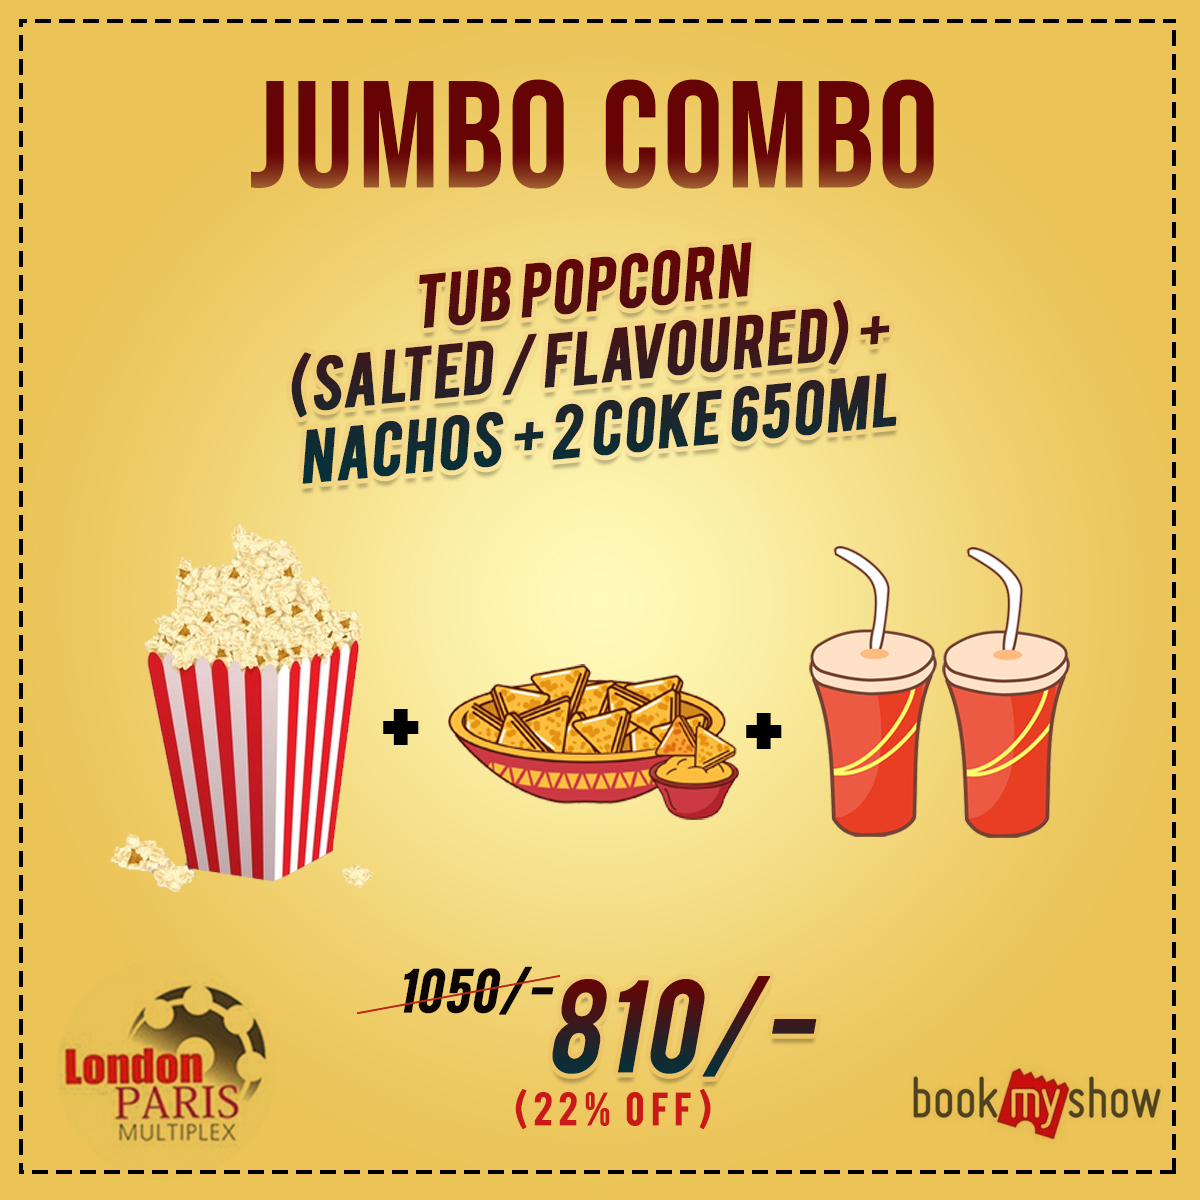 JUMBO COMBO
TUB POPCORN
(SALTED / FLAVOURED) +
NACHOS + 2 COKE 650ML
+ +
1050/- 810/-
(22% OFF)
London
PARIS
MULTIPLEX
bookmyshow